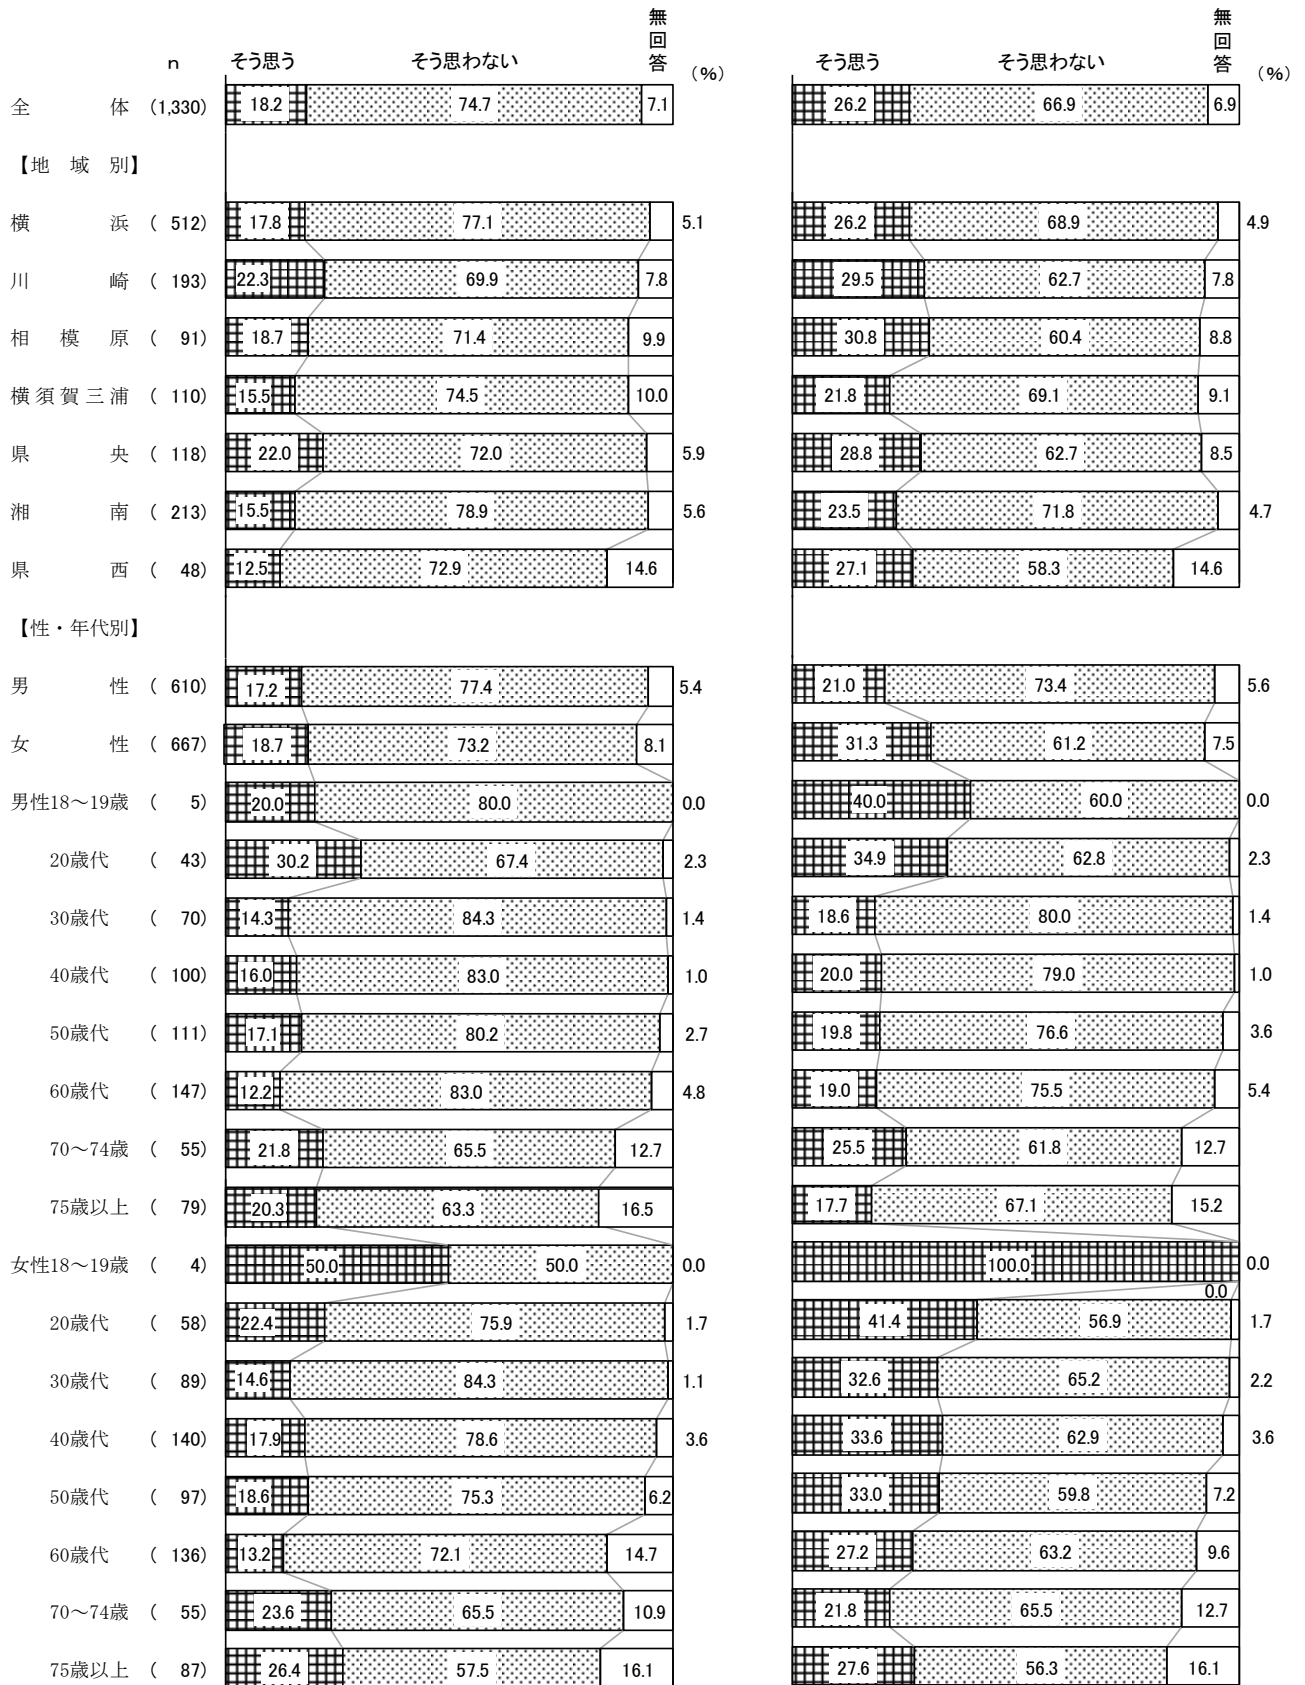 無回答 無回答
n そう思う そう思わない (%) そう思う そう思わない (%)
全体 (1,330) 18.2 74.7 7.1 26.2 66.9 6.9
【地域別】
横浜 ( 512) 17.8 77.1 5.1 26.2 68.9 4.9
川崎 ( 193) 22.3 69.9 7.8 29.5 62.7 7.8
相模原 ( 91) 18.7 71.4 9.9 30.8 60.4 8.8
横須賀三浦 ( 110) 15.5 74.5 10.0 21.8 69.1 9.1
県央 ( 118) 22.0 72.0 5.9 28.8 62.7 8.5
湘南 ( 213) 15.5 78.9 5.6 23.5 71.8 4.7
県西 ( 48) 12.5 72.9 14.6 27.1 58.3 14.6
【性・年代別】
男性 ( 610) 17.2 77.4 5.4 21.0 73.4 5.6
女性 ( 667) 18.7 73.2 8.1 31.3 61.2 7.5
男性18～19歳 ( 5) 20.0 80.0 0.0 40.0 60.0 0.0
20歳代 ( 43) 30.2 67.4 2.3 34.9 62.8 2.3
30歳代 ( 70) 14.3 84.3 1.4 18.6 80.0 1.4
40歳代 ( 100) 16.0 83.0 1.0 20.0 79.0 1.0
50歳代 ( 111) 17.1 80.2 2.7 19.8 76.6 3.6
60歳代 ( 147) 12.2 83.0 4.8 19.0 75.5 5.4
70～74歳 ( 55) 21.8 65.5 12.7 25.5 61.8 12.7
75歳以上 ( 79) 20.3 63.3 16.5 17.7 67.1 15.2
女性18～19歳 ( 4) 50.0 50.0 0.0 100.0 0.0
0.0
20歳代 ( 58) 22.4 75.9 1.7 41.4 56.9 1.7
30歳代 ( 89) 14.6 84.3 1.1 32.6 65.2 2.2
40歳代 ( 140) 17.9 78.6 3.6 33.6 62.9 3.6
50歳代 ( 97) 18.6 75.3 6.2 33.0 59.8 7.2
60歳代 ( 136) 13.2 72.1 14.7 27.2 63.2 9.6
70～74歳 ( 55) 23.6 65.5 10.9 21.8 65.5 12.7
75歳以上 ( 87) 26.4 57.5 16.1 27.6 56.3 16.1